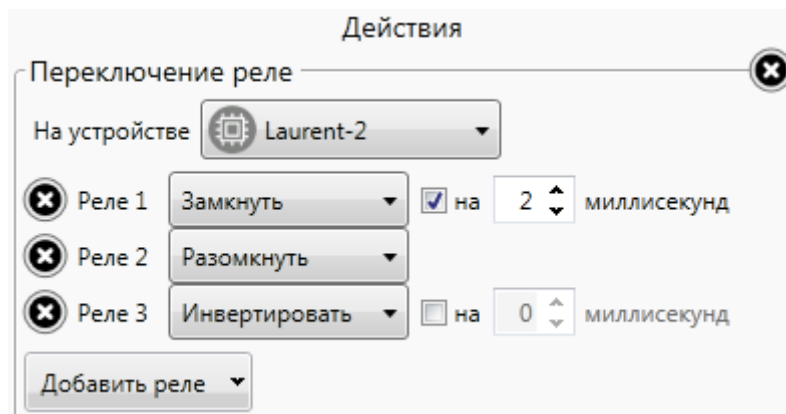 Действия
Переключение реле
На устройстве Laurent-2
Реле 1 Замкнуть на 2 миллисекунд
Реле 2 Разомкнуть
Реле 3 Инвертировать на 0 миллисекунд
Добавить реле